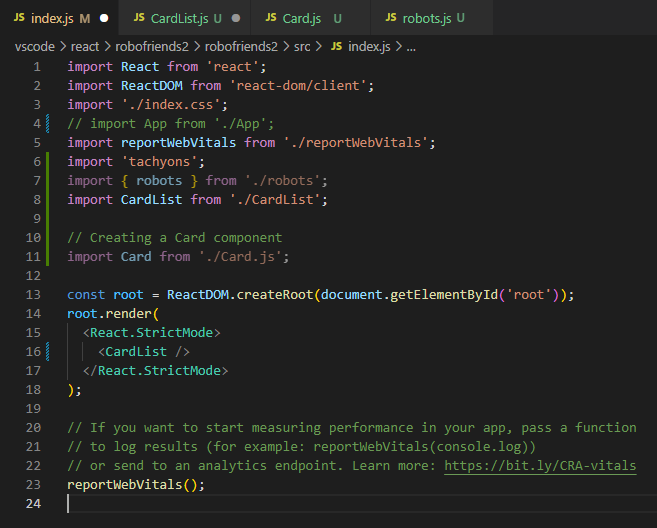 JS index.js M
JS CardList.js U
JS Card.js U
JS robots.js U
vscode > react > robofriends2 > robofriends2 > src > JS index.js > ...
1 import React from 'react';
2 import ReactDOM from 'react-dom/client';
3 import './index.css';
4 // import App from './App';
5 import reportWebVitals from './reportWebVitals';
6 import 'tachyons';
7 import { robots } from './robots';
8 import CardList from './CardList';
9
10 // Creating a Card component
11 import Card from './Card.js';
12
13 const root = ReactDOM.createRoot(document.getElementById('root'));
14 root.render(
15   <React.StrictMode>
16     <CardList />
17   </React.StrictMode>
18 );
19
20 // If you want to start measuring performance in your app, pass a function
21 // to log results (for example: reportWebVitals(console.log))
22 // or send to an analytics endpoint. Learn more: https://bit.ly/CRA-vitals
23 reportWebVitals();
24